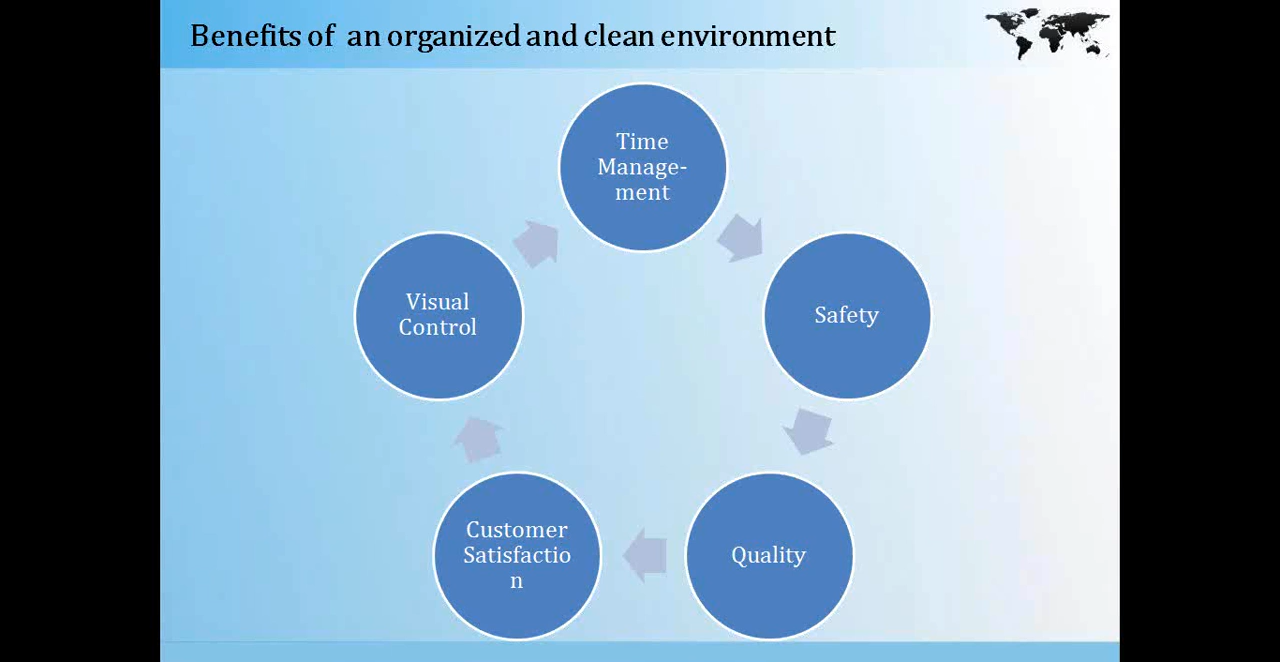 Benefits of  an organized and clean environment
Time
Manage-
ment
Safety
Quality
Customer
Satisfactio
n
Visual
Control